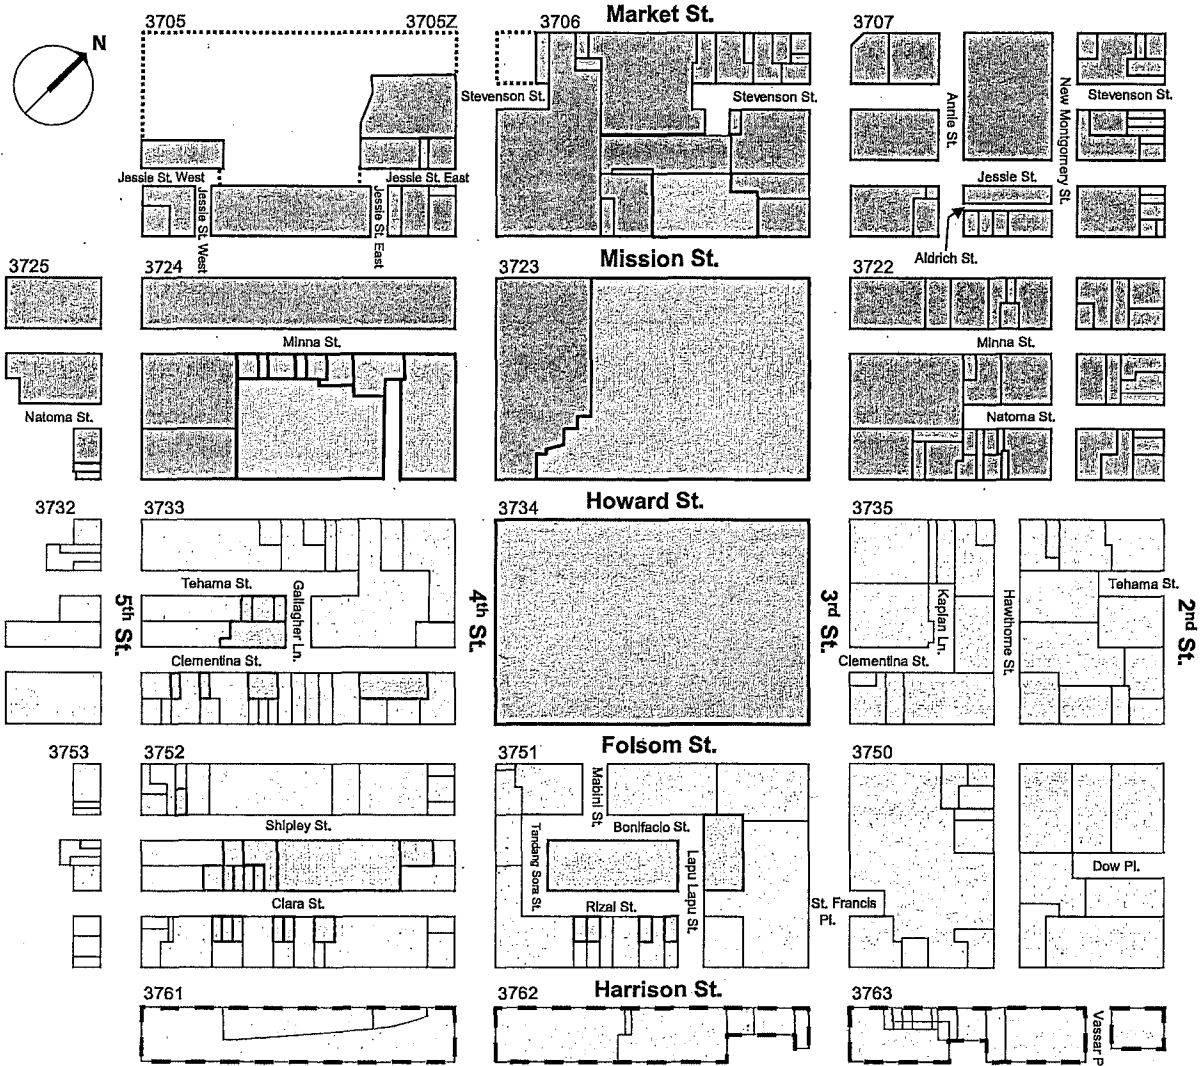 Market St.
3705
3705Z
3706
3707
N
Stevenson St.
Stevenson St.
Annie St.
New Montgomery St.
Stevenson St.
Jessie St. West
Jessie St. East
Jessie St.
Jessie St. West
Jessie St. East
Aldrich St.
Mission St.
3725
3724
3723
3722
Minna St.
Minna St.
Natoma St.
Natoma St.
Howard St.
3732
3733
3734
3735
Tehama St.
Tehama St.
5th St.
Gallagher Ln.
4th St.
3rd St.
Kaplan Ln.
Hawthorne St.
2nd St.
Clementina St.
Clementina St.
Folsom St.
3753
3752
3751
3750
Mabini St.
Shipley St.
Bonifacio St.
Tandang Sora St.
Lapu Lapu St.
Dow Pl.
Clara St.
Rizal St.
St. Francis
Pl.
Harrison St.
3761
3762
3763
Vassar P